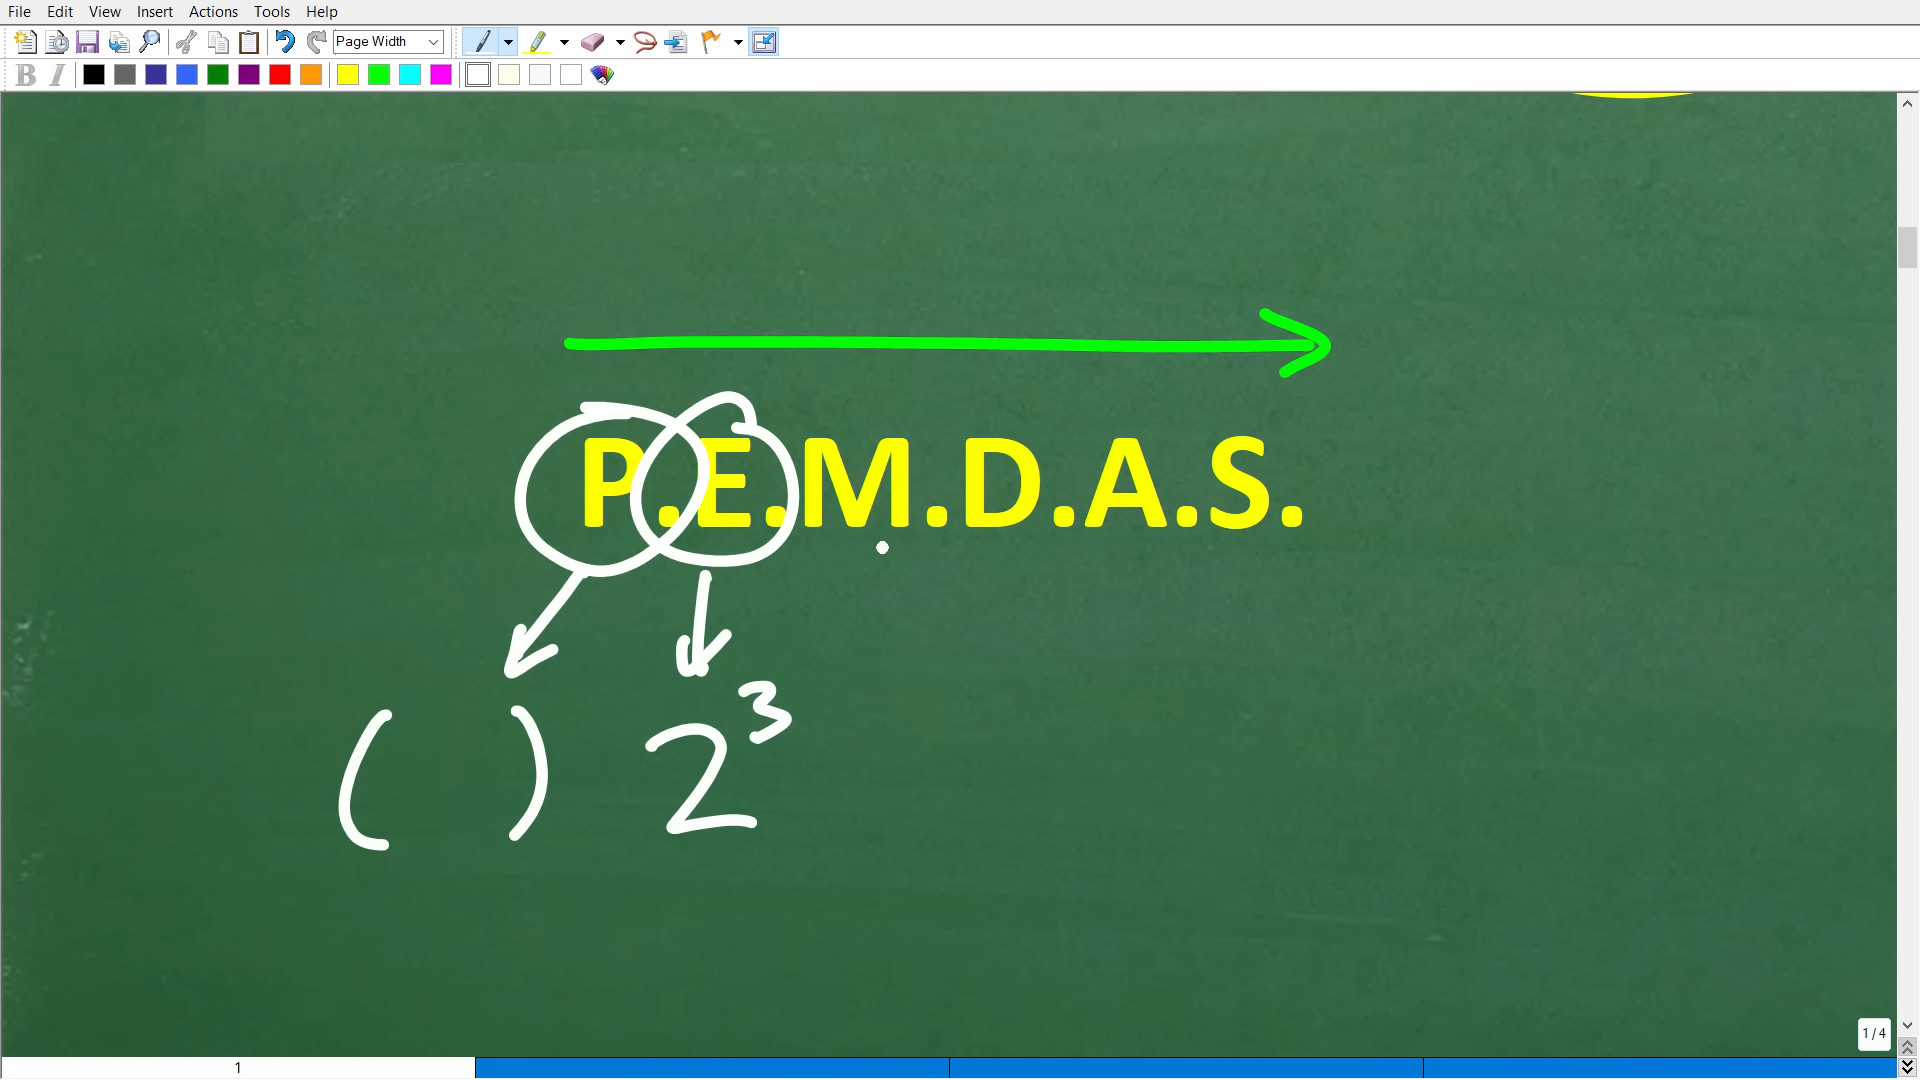 File Edit View Insert Actions Tools Help
Page Width
B I
P.E.M.D.A.S.
( ) 2³
1 / 4
1